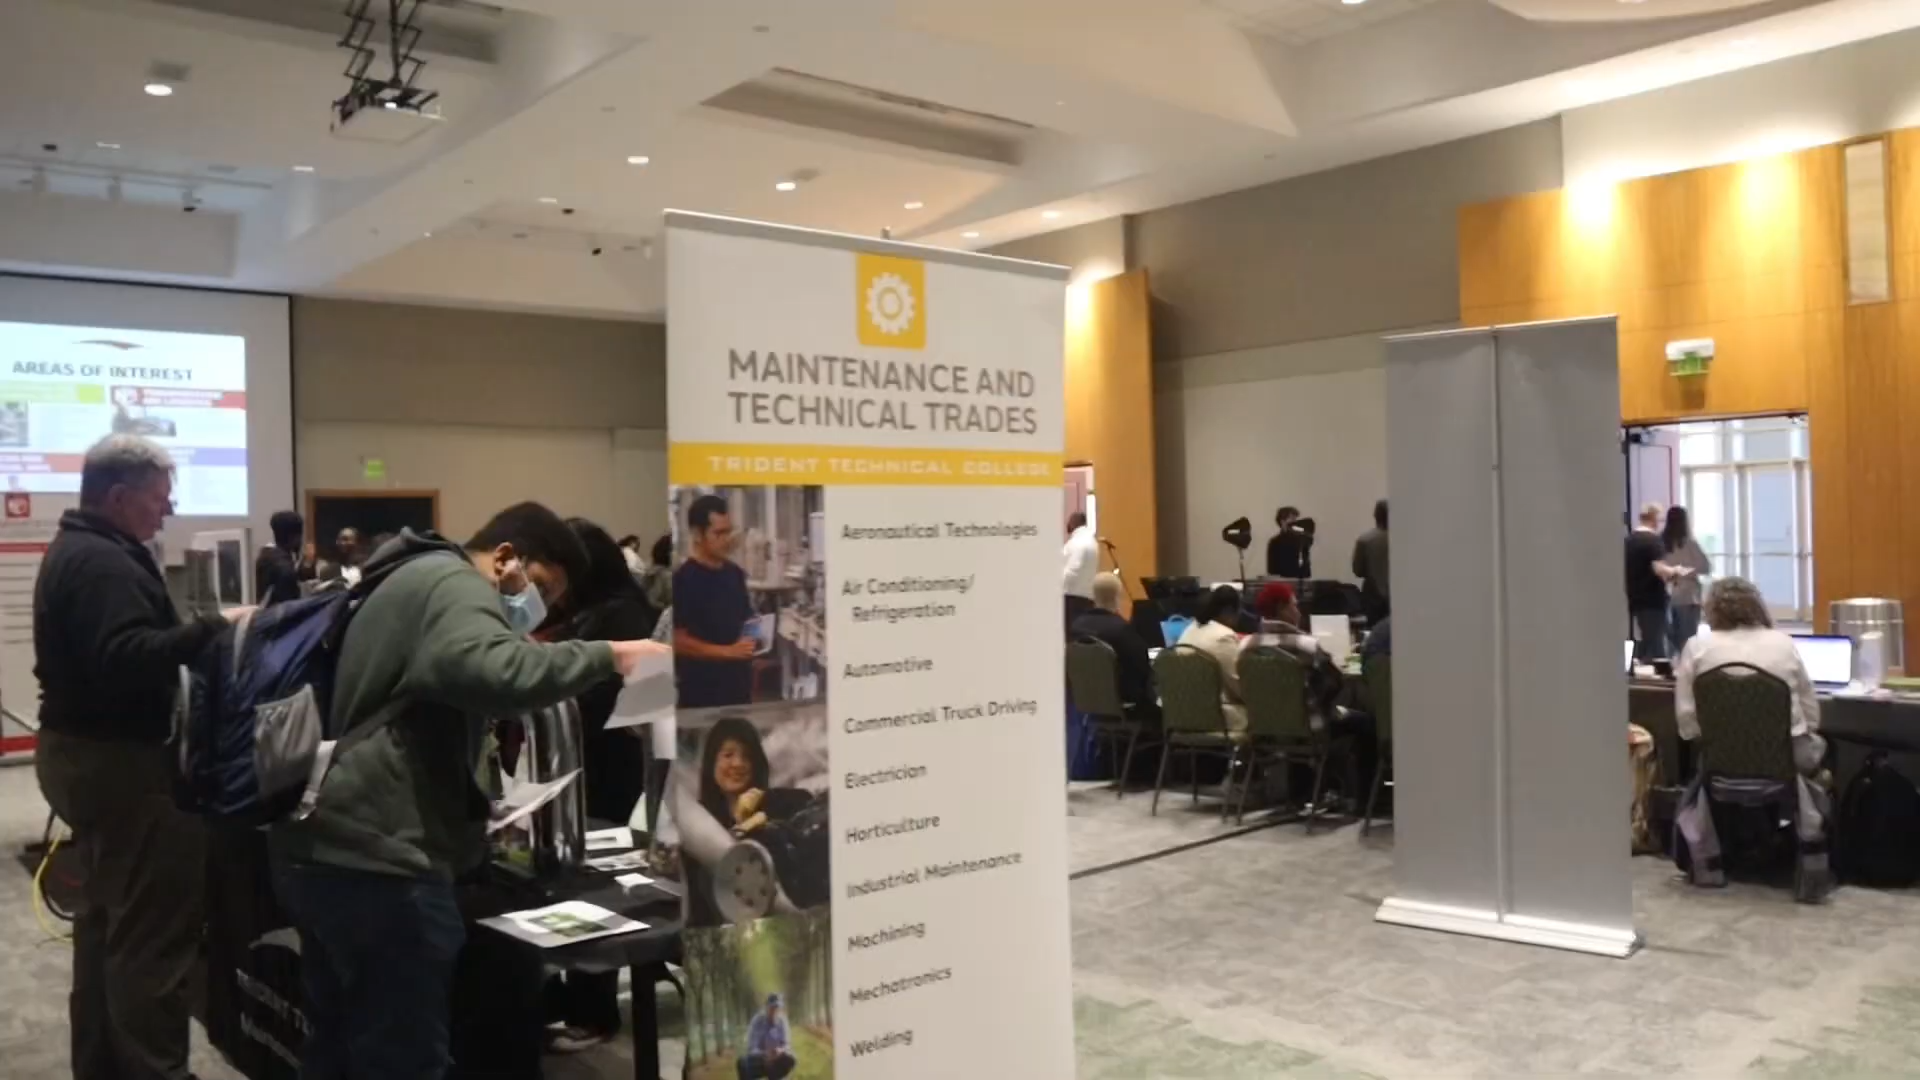 AREAS OF INTEREST
MAINTENANCE AND
TECHNICAL TRADES
TRIDENT TECHNICAL COLLEGE
Aeronautical Technologies
Air Conditioning/
Refrigeration
Automotive
Commercial Truck Driving
Electrician
Horticulture
Industrial Maintenance
Machining
Mechatronics
Welding